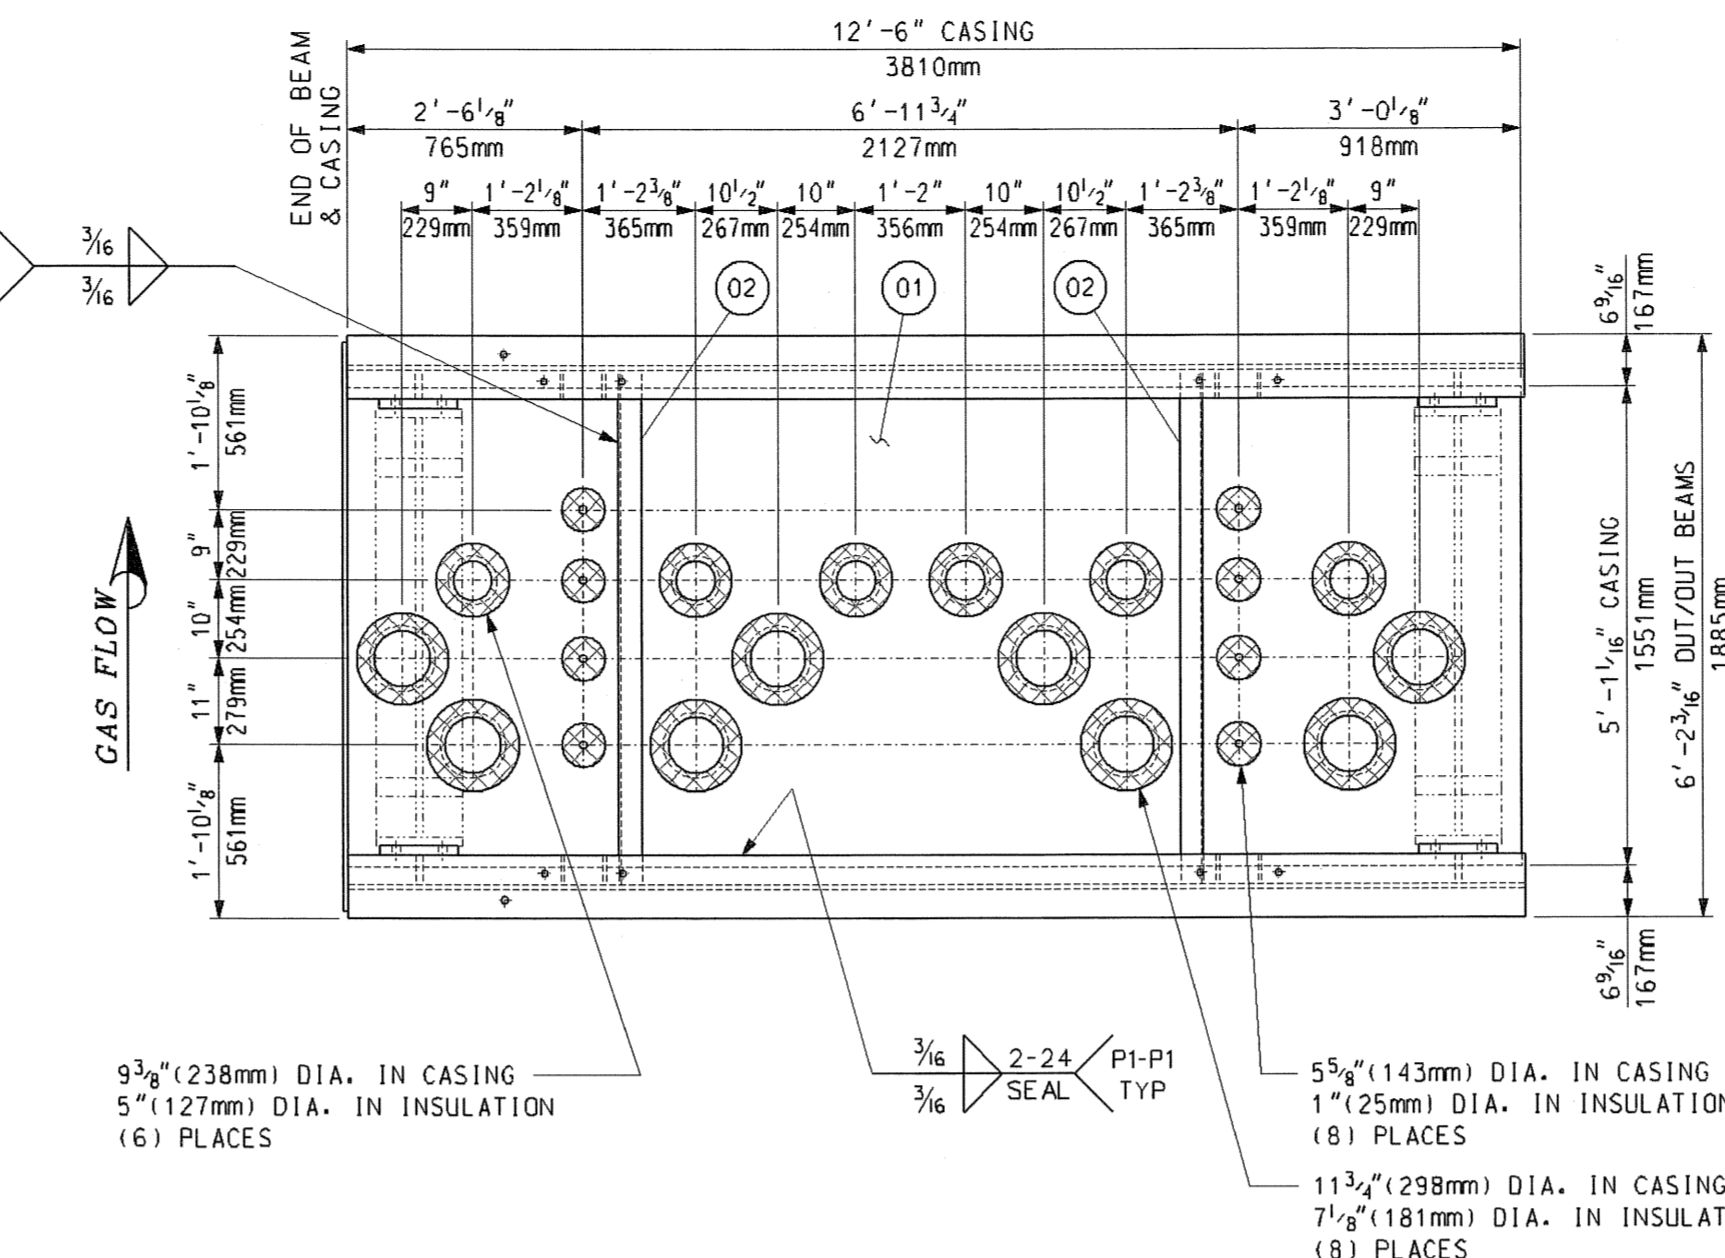 12'-6" CASING
3810mm
END OF BEAM
& CASING
2'-6 1/8"
765mm
6'-11 3/4"
2127mm
3'-0 1/8"
918mm
9"
229mm
1'-2 1/8"
359mm
1'-2 3/8"
365mm
10 1/2"
267mm
10"
254mm
1'-2"
356mm
10"
254mm
10 1/2"
267mm
1'-2 3/8"
365mm
1'-2 1/8"
359mm
9"
229mm
3/16
3/16
02
01
02
6 9/16"
167mm
1'-10 1/8"
561mm
9"
229mm
10"
254mm
11"
279mm
1'-10 1/8"
561mm
GAS FLOW
5'-1 1/16" CASING
1551mm
6'-2 3/16" OUT/OUT BEAMS
1885mm
6 9/16"
167mm
9 3/8"(238mm) DIA. IN CASING
5"(127mm) DIA. IN INSULATION
(6) PLACES
3/16
3/16
2-24
SEAL
P1-P1
TYP
5 5/8"(143mm) DIA. IN CASING
1"(25mm) DIA. IN INSULATION
(8) PLACES
11 3/4"(298mm) DIA. IN CASING
7 1/8"(181mm) DIA. IN INSULAT
(8) PLACES